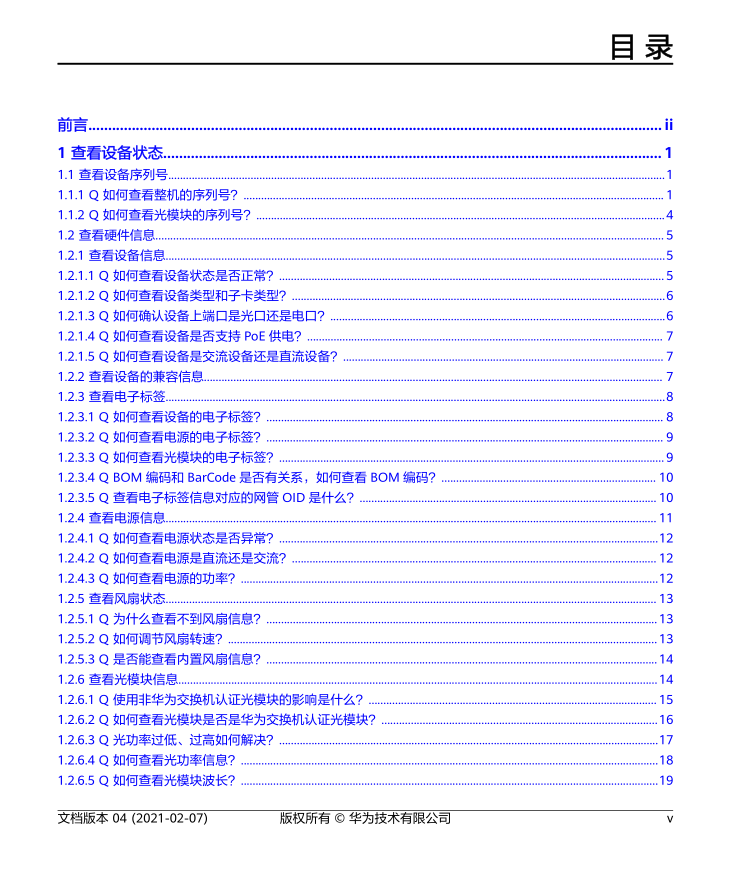 目 录
前言.......... ii
1 查看设备状态.......... 1
1.1 查看设备序列号.......... 1
1.1.1 Q 如何查看整机的序列号？.......... 1
1.1.2 Q 如何查看光模块的序列号？.......... 4
1.2 查看硬件信息.......... 5
1.2.1 查看设备信息.......... 5
1.2.1.1 Q 如何查看设备状态是否正常？.......... 5
1.2.1.2 Q 如何查看设备类型和子卡类型？.......... 6
1.2.1.3 Q 如何确认设备上端口是光口还是电口？.......... 6
1.2.1.4 Q 如何查看设备是否支持 PoE 供电？.......... 7
1.2.1.5 Q 如何查看设备是交流设备还是直流设备？.......... 7
1.2.2 查看设备的兼容信息.......... 7
1.2.3 查看电子标签.......... 8
1.2.3.1 Q 如何查看设备的电子标签？.......... 8
1.2.3.2 Q 如何查看电源的电子标签？.......... 9
1.2.3.3 Q 如何查看光模块的电子标签？.......... 9
1.2.3.4 Q BOM 编码和 BarCode 是否有关系，如何查看 BOM 编码？.......... 10
1.2.3.5 Q 查看电子标签信息对应的网管 OID 是什么？.......... 10
1.2.4 查看电源信息.......... 11
1.2.4.1 Q 如何查看电源状态是否异常？.......... 12
1.2.4.2 Q 如何查看电源是直流还是交流？.......... 12
1.2.4.3 Q 如何查看电源的功率？.......... 12
1.2.5 查看风扇状态.......... 13
1.2.5.1 Q 为什么查看不到风扇信息？.......... 13
1.2.5.2 Q 如何调节风扇转速？.......... 13
1.2.5.3 Q 是否能查看内置风扇信息？.......... 14
1.2.6 查看光模块信息.......... 14
1.2.6.1 Q 使用非华为交换机认证光模块的影响是什么？.......... 15
1.2.6.2 Q 如何查看光模块是否是华为交换机认证光模块？.......... 16
1.2.6.3 Q 光功率过低、过高如何解决？.......... 17
1.2.6.4 Q 如何查看光功率信息？.......... 18
1.2.6.5 Q 如何查看光模块波长？.......... 19
文档版本 04 (2021-02-07) 版权所有 © 华为技术有限公司 v